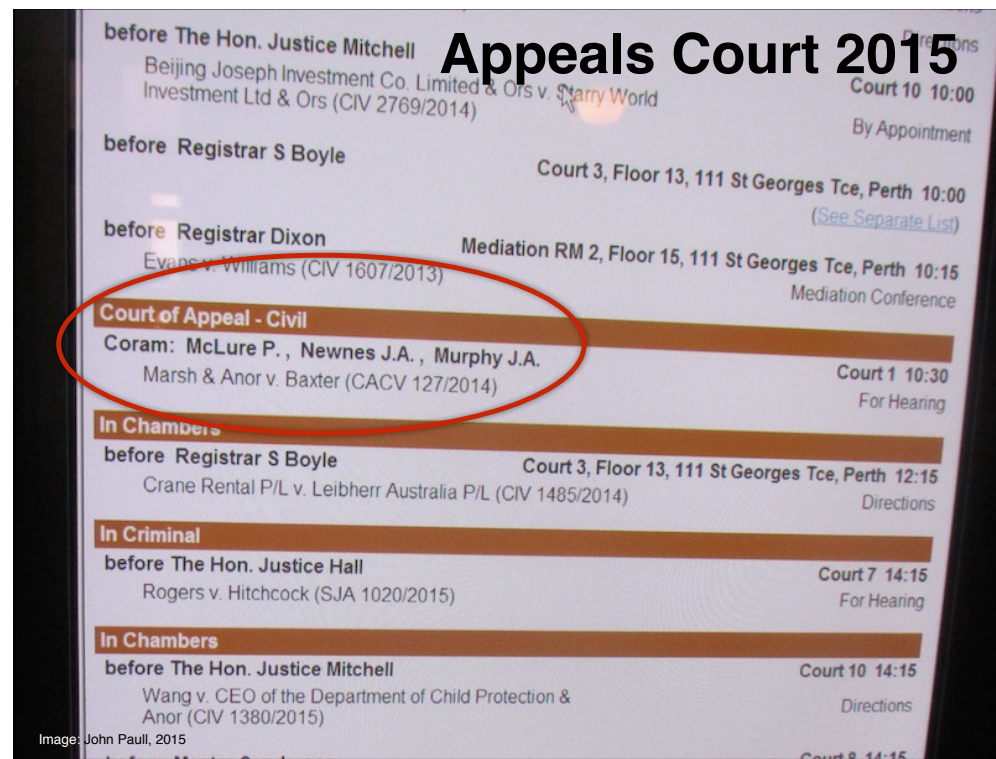 Appeals Court 2015
Directions
before The Hon. Justice Mitchell
Court 10 10:00
Beijing Joseph Investment Co. Limited & Ors v. Starry World
Investment Ltd & Ors (CIV 2769/2014)
By Appointment
before Registrar S Boyle
Court 3, Floor 13, 111 St Georges Tce, Perth 10:00
(See Separate List)
before Registrar Dixon
Mediation RM 2, Floor 15, 111 St Georges Tce, Perth 10:15
Evans v. Williams (CIV 1607/2013)
Mediation Conference
Court of Appeal - Civil
Coram: McLure P., Newnes J.A., Murphy J.A.
Court 1 10:30
Marsh & Anor v. Baxter (CACV 127/2014)
For Hearing
In Chambers
before Registrar S Boyle
Court 3, Floor 13, 111 St Georges Tce, Perth 12:15
Crane Rental P/L v. Leibherr Australia P/L (CIV 1485/2014)
Directions
In Criminal
before The Hon. Justice Hall
Court 7 14:15
Rogers v. Hitchcock (SJA 1020/2015)
For Hearing
In Chambers
before The Hon. Justice Mitchell
Court 10 14:15
Wang v. CEO of the Department of Child Protection &
Anor (CIV 1380/2015)
Directions
Image: John Paull, 2015
Court 8 14:15